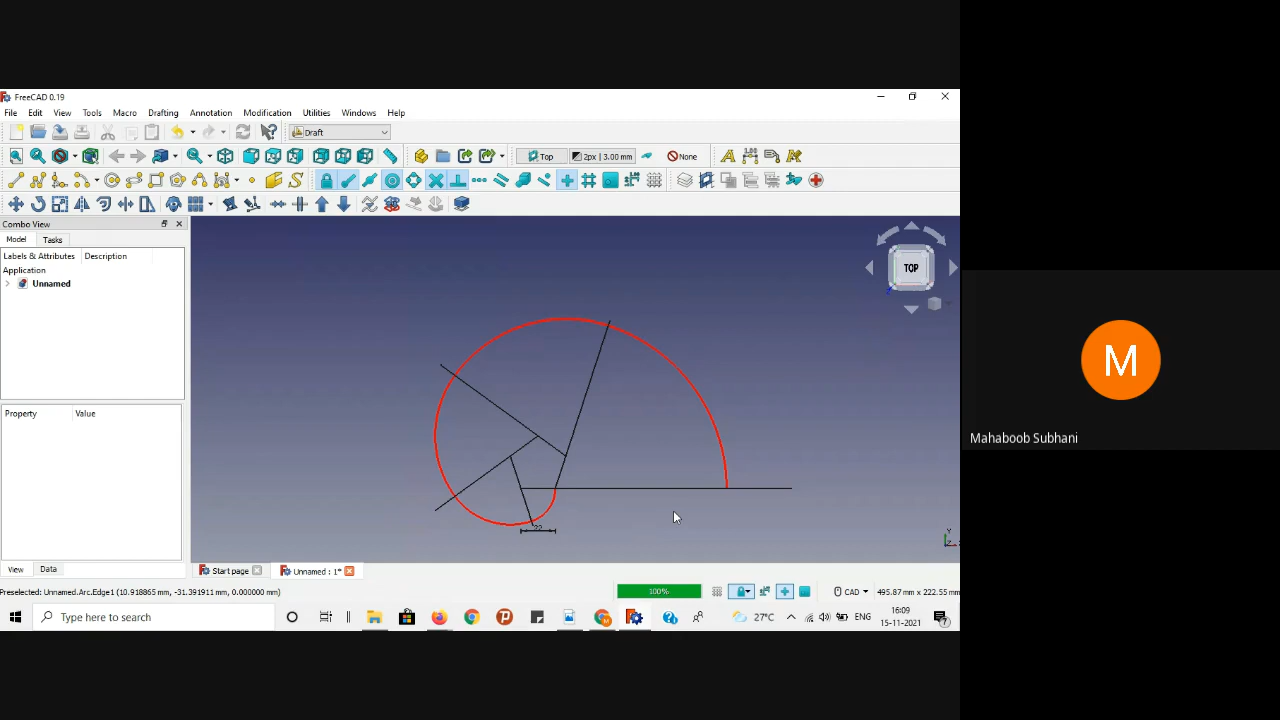 FreeCAD 0.19
File Edit View Tools Macro Drafting Annotation Modification Utilities Windows Help
Draft
Top 2px | 3.00 mm None
Combo View
Model Tasks
Labels & Attributes Description
Application
Unnamed
TOP
M
Mahaboob Subhani
Property Value
22
Y
View Data
Start page Unnamed : 1*
Preselected: Unnamed.Arc.Edge1 (10.918865 mm, -31.391911 mm, 0.000000 mm) 100% CAD 495.87 mm x 222.55 mm
Type here to search 27°C ENG 16:09
15-11-2021